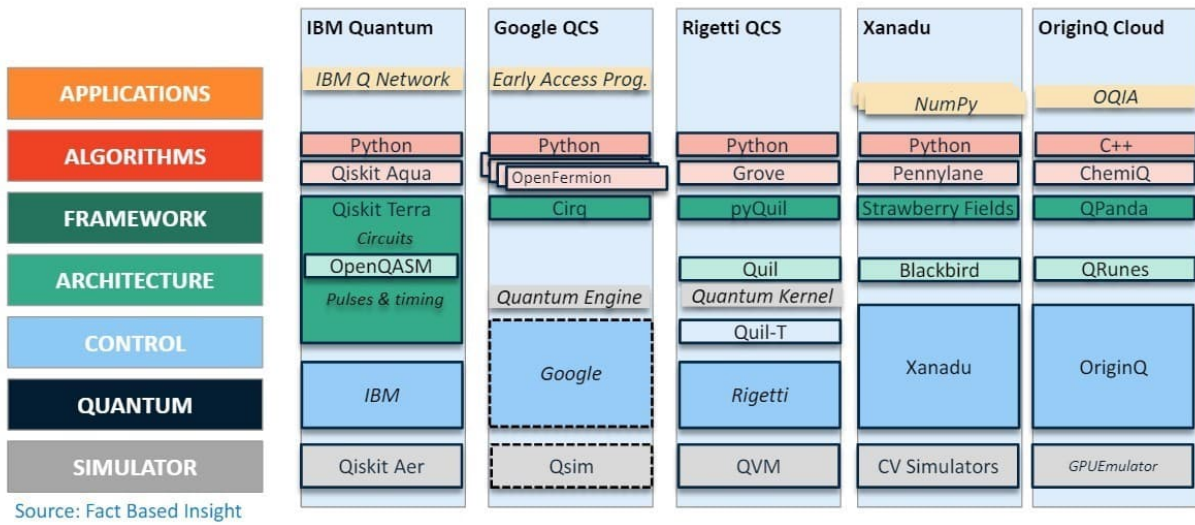 IBM Quantum
Google QCS
Rigetti QCS
Xanadu
OriginQ Cloud
APPLICATIONS
IBM Q Network
Early Access Prog.
NumPy
OQIA
ALGORITHMS
Python
Python
Python
Python
C++
Qiskit Aqua
OpenFermion
Grove
Pennylane
ChemiQ
FRAMEWORK
Qiskit Terra
Cirq
pyQuil
Strawberry Fields
QPanda
Circuits
ARCHITECTURE
OpenQASM
Quil
Blackbird
QRunes
Pulses & timing
Quantum Engine
Quantum Kernel
CONTROL
Quil-T
Google
Xanadu
OriginQ
QUANTUM
IBM
Rigetti
SIMULATOR
Qiskit Aer
Qsim
QVM
CV Simulators
GPUEmulator
Source: Fact Based Insight